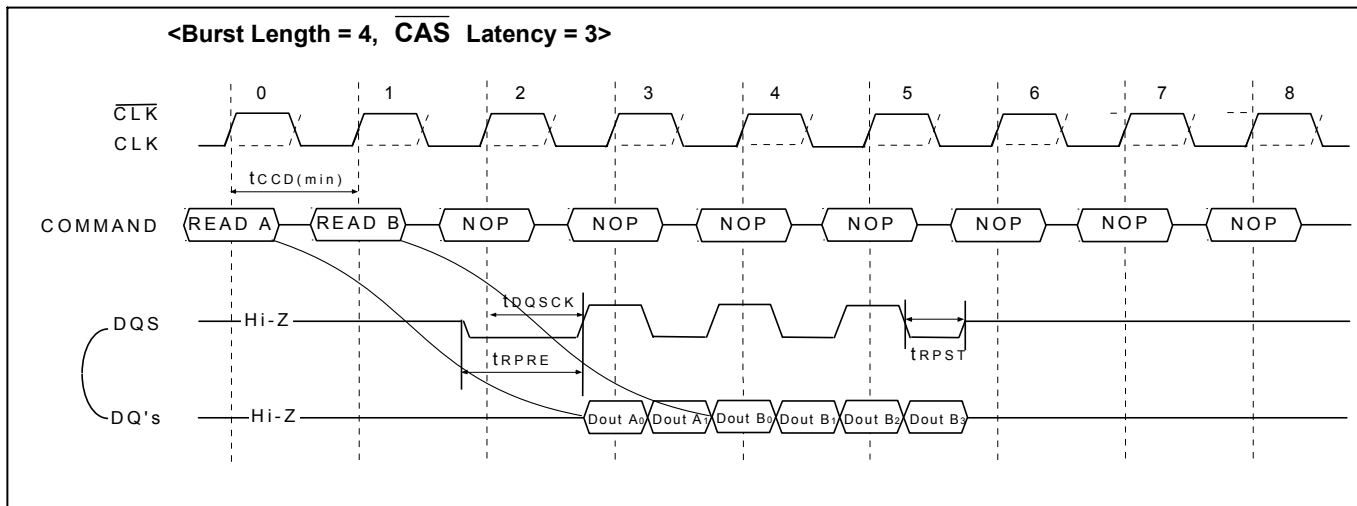 <Burst Length = 4, CAS Latency = 3>
0 1 2 3 4 5 6 7 8
CLK
CLK
tCCD(min)
COMMAND READ A READ B NOP NOP NOP NOP NOP NOP NOP
tDQSCK
DQS Hi-Z
tRPRE
tRPST
DQ's Hi-Z Dout A0 Dout A1 Dout B0 Dout B1 Dout B2 Dout B3